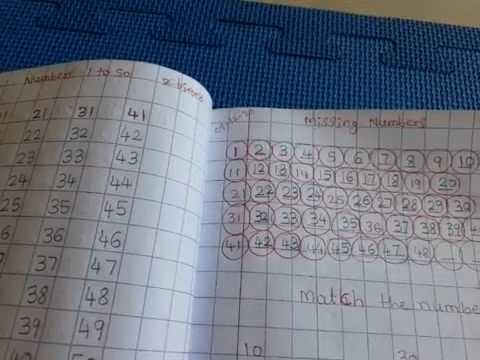 Numbers 1 to 50
21 31 41
22 32 42
23 33 43
24 34 44
25 35 45
6 36 46
37 47
38 48
39 49
Missing Numbers
1 2 3 4 5 6 7 8 9 10
11 12 13 14 15 16 17 18 19 20
21 22 23 24 25 26 27 28 29 30
31 32 33 34 35 36 37 38 39
41 42 43 44 45 46 47 48
Match the number
10